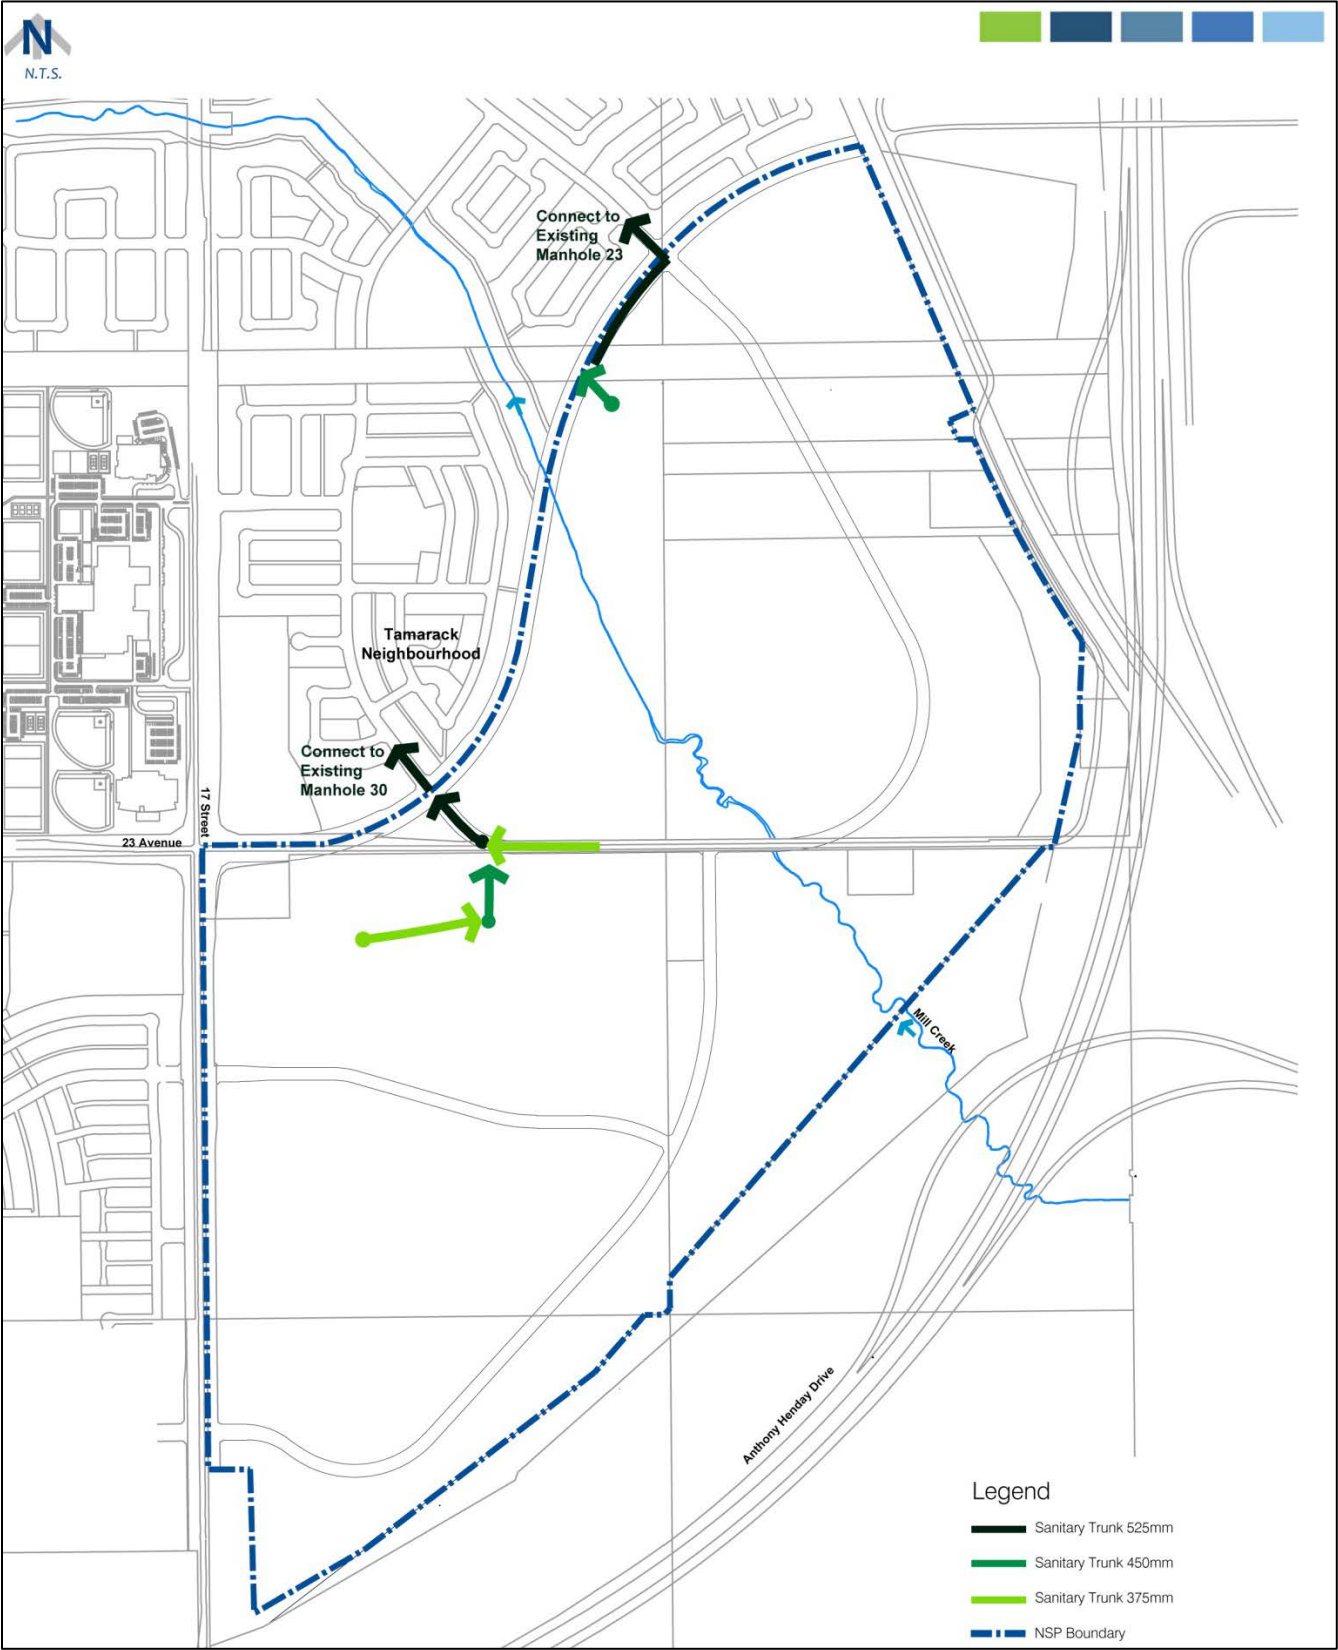 N
N.T.S.
Connect to
Existing
Manhole 23
Tamarack
Neighbourhood
Connect to
Existing
Manhole 30
17 Street
23 Avenue
Mill Creek
Anthony Henday Drive
Legend
Sanitary Trunk 525mm
Sanitary Trunk 450mm
Sanitary Trunk 375mm
NSP Boundary